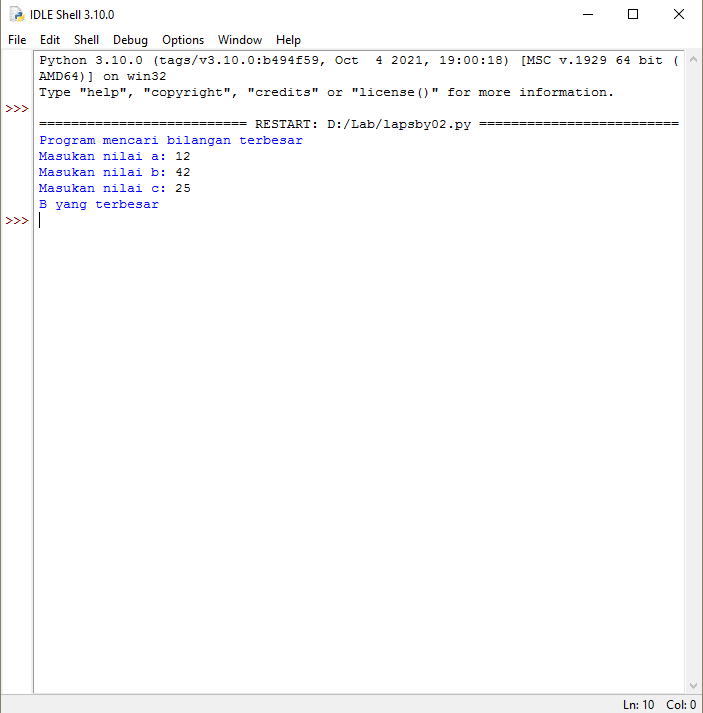 IDLE Shell 3.10.0
File Edit Shell Debug Options Window Help
Python 3.10.0 (tags/v3.10.0:b494f59, Oct  4 2021, 19:00:18) [MSC v.1929 64 bit (
AMD64)] on win32
Type "help", "copyright", "credits" or "license()" for more information.
>>>
========================== RESTART: D:/Lab/lapsby02.py =========================
Program mencari bilangan terbesar
Masukan nilai a: 12
Masukan nilai b: 42
Masukan nilai c: 25
B yang terbesar
>>>
Ln: 10 Col: 0